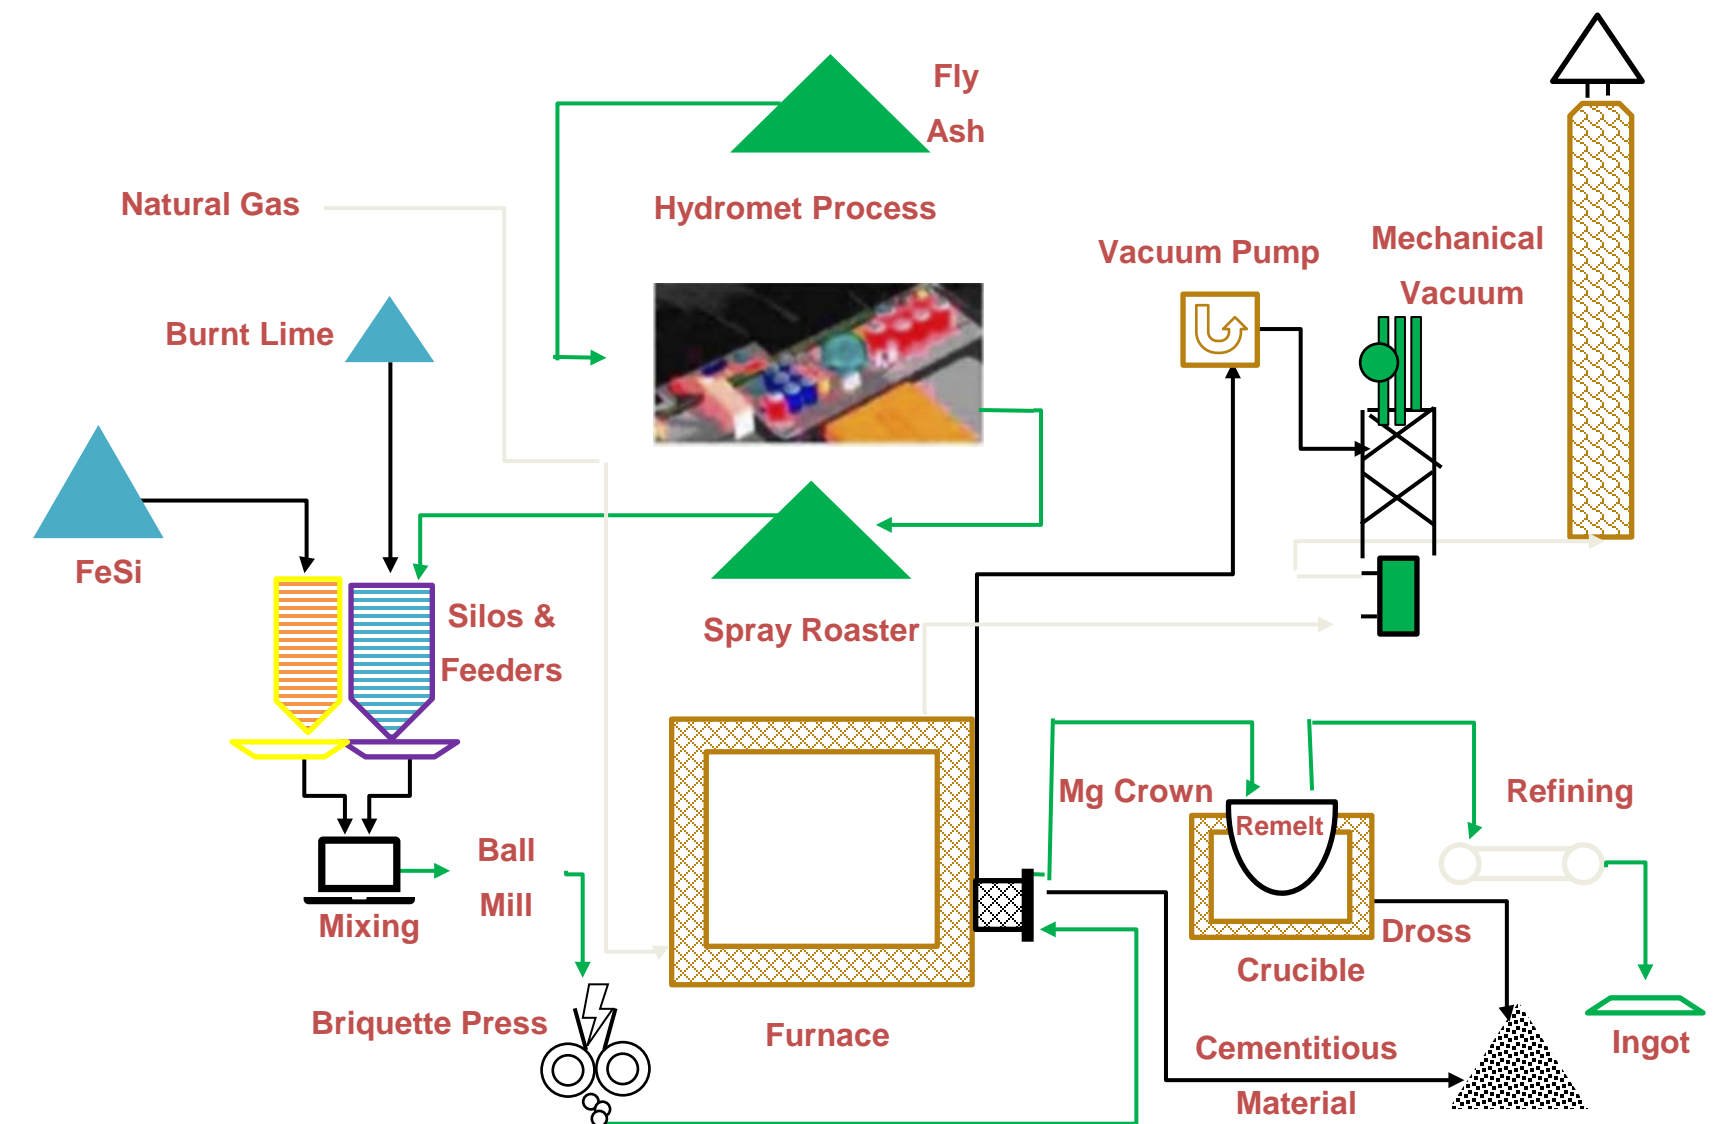 Fly
Ash
Natural Gas
Hydromet Process
Mechanical
Vacuum Pump
Vacuum
Burnt Lime
FeSi
Silos &
Feeders
Spray Roaster
Mg Crown
Refining
Remelt
Ball
Mill
Mixing
Dross
Crucible
Briquette Press
Furnace
Ingot
Cementitious
Material